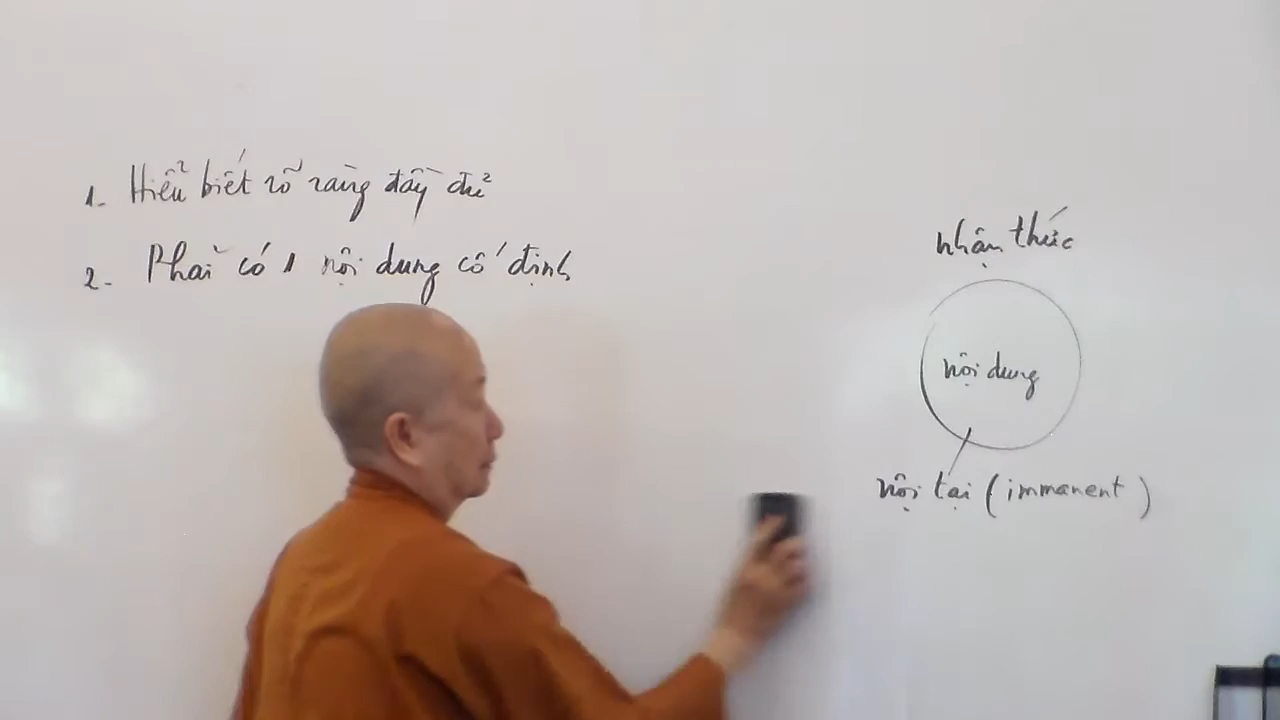 1. Hiểu biết rõ ràng đầy đủ
2. Phải có 1 nội dung cố định
nhận thức
nội dung
nội tại (immanent)